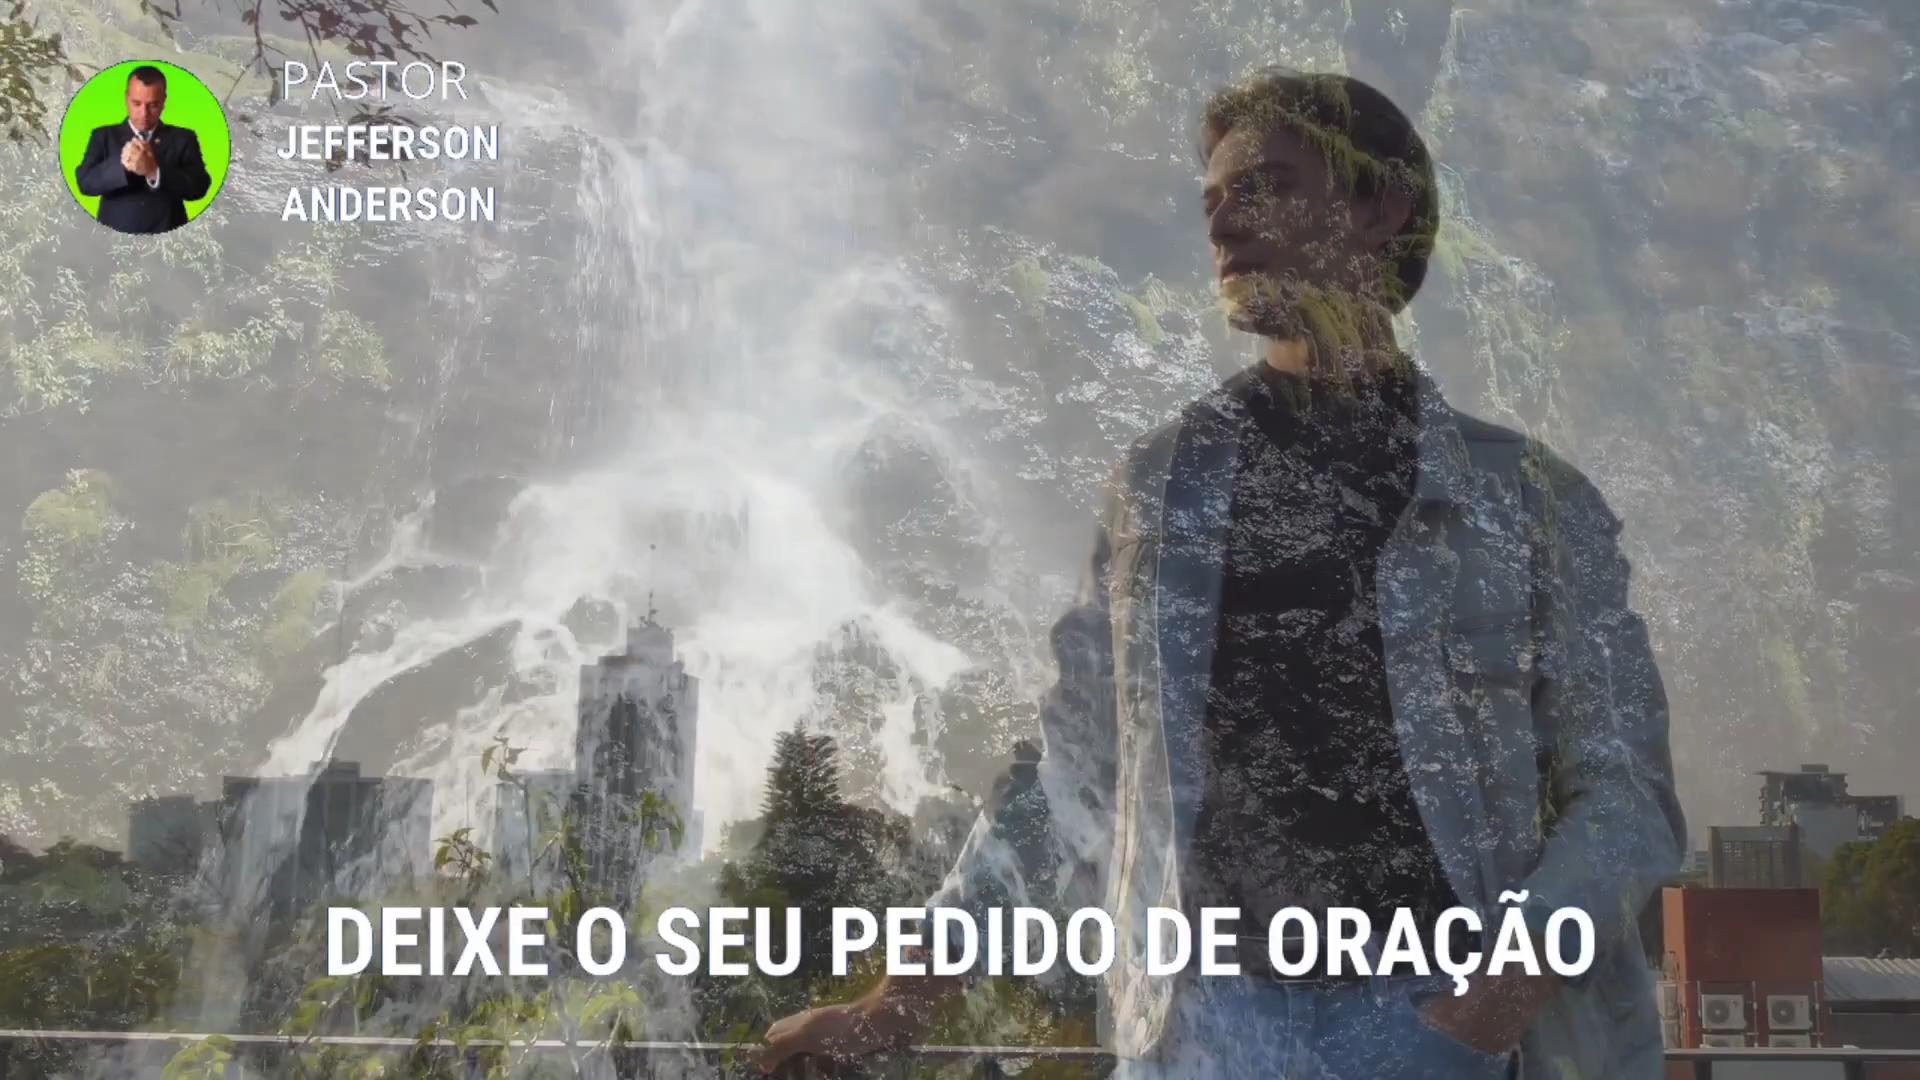 PASTOR
JEFFERSON
ANDERSON
DEIXE O SEU PEDIDO DE ORAÇÃO